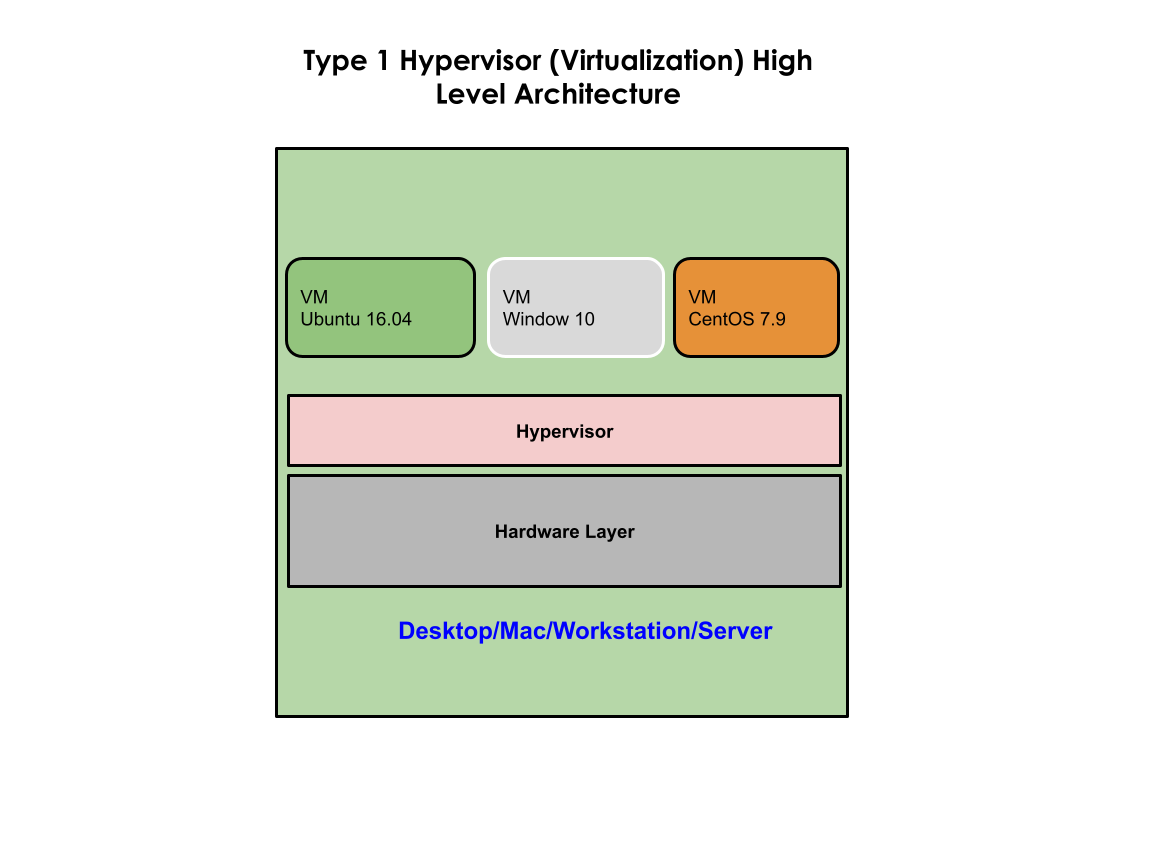 Type 1 Hypervisor (Virtualization) High
Level Architecture
VM
Ubuntu 16.04
VM
Window 10
VM
CentOS 7.9
Hypervisor
Hardware Layer
Desktop/Mac/Workstation/Server